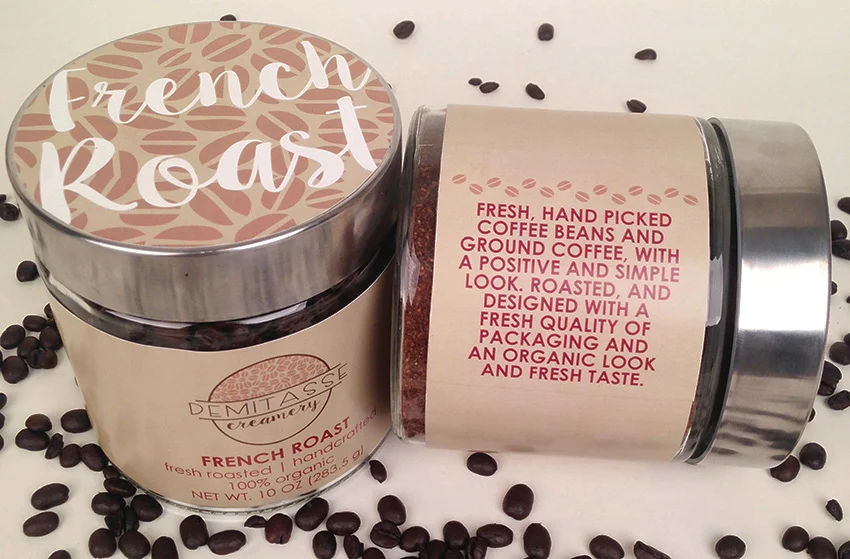 French
Roast
DEMITASSE
creamery
FRENCH ROAST
fresh roasted | handcrafted
100% organic
NET WT. 10 OZ (283.5 g)
FRESH, HAND PICKED
COFFEE BEANS AND
GROUND COFFEE, WITH
A POSITIVE AND SIMPLE
LOOK. ROASTED, AND
DESIGNED WITH A
FRESH QUALITY OF
PACKAGING AND
AN ORGANIC LOOK
AND FRESH TASTE.